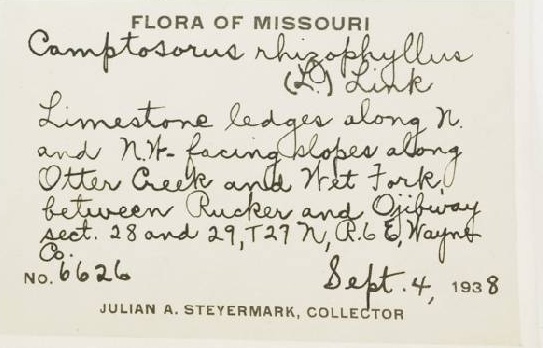 FLORA OF MISSOURI
Camptosorus rhizophyllus
(L.) Link
Limestone ledges along N.
and N.W- facing slopes along
Otter Creek and Wet Fork,
between Rucker and Ojibway
sect. 28 and 29, T27 N, R.6 E, Wayne
Co.
NO. 6626 Sept. 4, 1938
JULIAN A. STEYERMARK, COLLECTOR